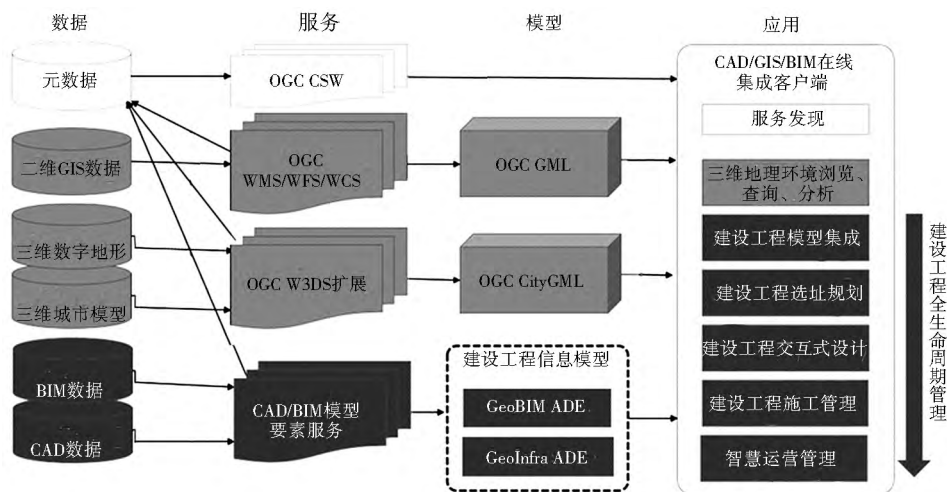 数据
服务
模型
应用
元数据
OGC CSW
CAD/GIS/BIM在线
集成客户端
服务发现
二维GIS数据
OGC
WMS/WFS/WCS
OGC GML
三维地理环境浏览、
查询、分析
三维数字地形
三维城市模型
OGC W3DS扩展
OGC CityGML
建设工程模型集成
建设工程选址规划
建设工程交互式设计
建设工程施工管理
智慧运营管理
BIM数据
CAD数据
CAD/BIM模型
要素服务
建设工程信息模型
GeoBIM ADE
GeoInfra ADE
建设工程全生命周期管理